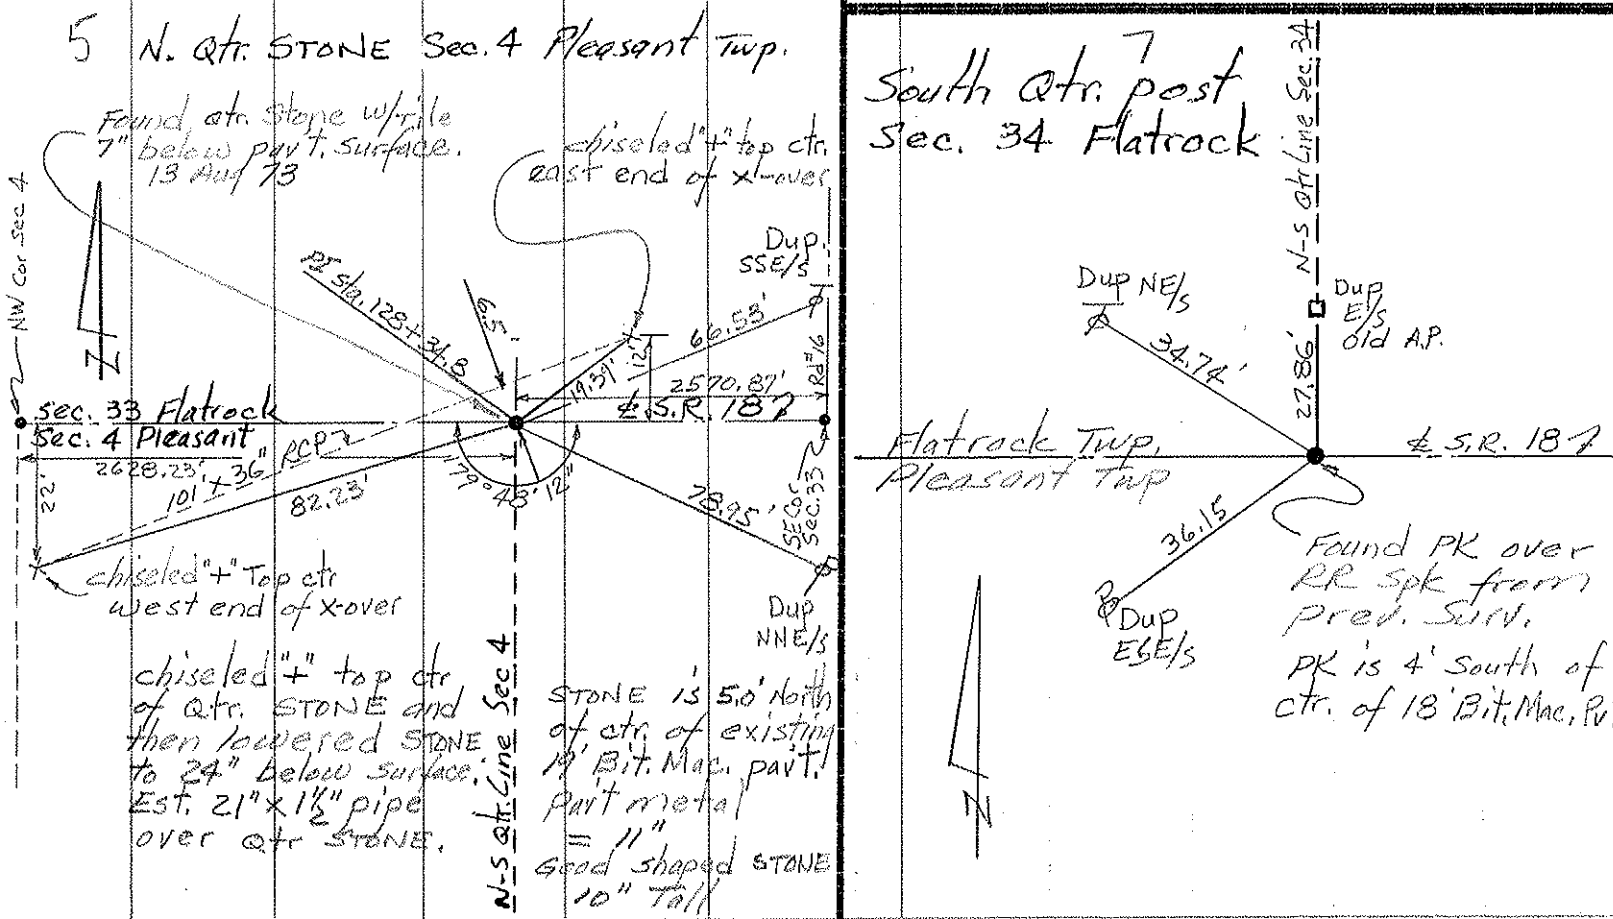 5 N. Qtr. STONE Sec. 4 Pleasant Twp.
Found qtr. Stone w/rifle
7" below pav't. surface.
13 Aug 73
chiseled "+" top ctr.
east end of x-over
NW Cor Sec 4
N
PI Sta. 128+34.8
6.5'
Dup.
SSE/s
66.53'
19.39'
12'
2570.87'
Rd #16
℄ S.R. 187
Sec. 33 Flatrock
Sec. 4 Pleasant
2628.23'
101' ± 36" RCP
22'
82.23'
179° 48' 12"
78.95'
SE Cor
Sec. 33
chiseled "+" Top ctr
west end of x-over
Dup
NNE/s
chiseled "+" top ctr
of Qtr. STONE and
then lowered STONE
to 24" below surface.
Est. 21" x 1½" pipe
over Qtr STONE.
N-S Qtr. Line Sec 4
STONE is 5.0' North
of ctr. of existing
19' Bit. Mac. pav't.
Pav't metal
= 11"
Good shaped STONE
10" Tall
7
South Qtr. post
Sec. 34 Flatrock
N-S Qtr Line Sec. 34
Dup NE/s
Dup
E/s
old A.P.
34.74'
27.86'
Flatrock Twp.
Pleasant Twp
℄ S.R. 187
36.15
Dup
EbE/s
Found PK over
RR Spk from
prev. Surv.
PK is 4' South of
ctr. of 18' Bit. Mac. Pv.
N